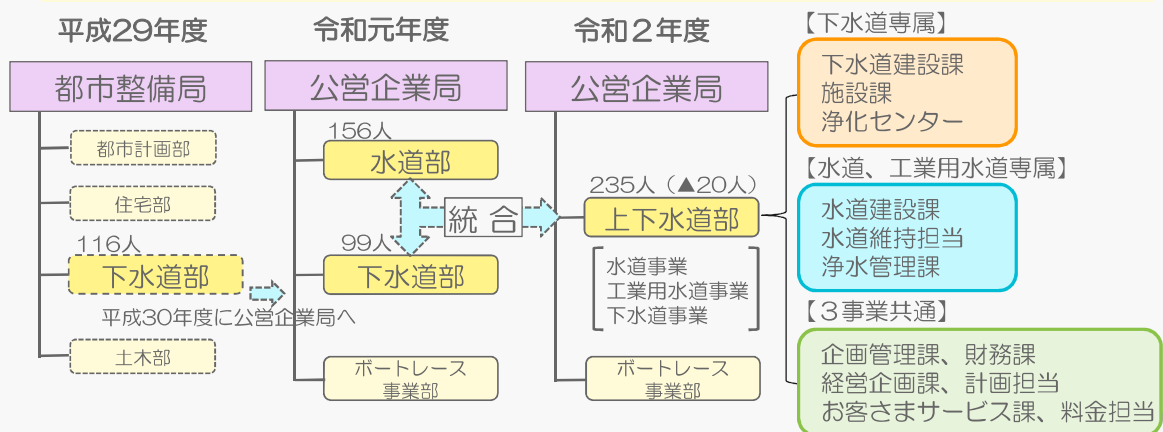 平成29年度
都市整備局
都市計画部
住宅部
116人
下水道部
平成30年度に公営企業局へ
土木部
令和元年度
公営企業局
156人
水道部
統合
99人
下水道部
ボートレース
事業部
令和２年度
公営企業局
235人（▲20人）
上下水道部
水道事業
工業用水道事業
下水道事業
ボートレース
事業部
【下水道専属】
下水道建設課
施設課
浄化センター
【水道、工業用水道専属】
水道建設課
水道維持担当
浄水管理課
【３事業共通】
企画管理課、財務課
経営企画課、計画担当
お客さまサービス課、料金担当